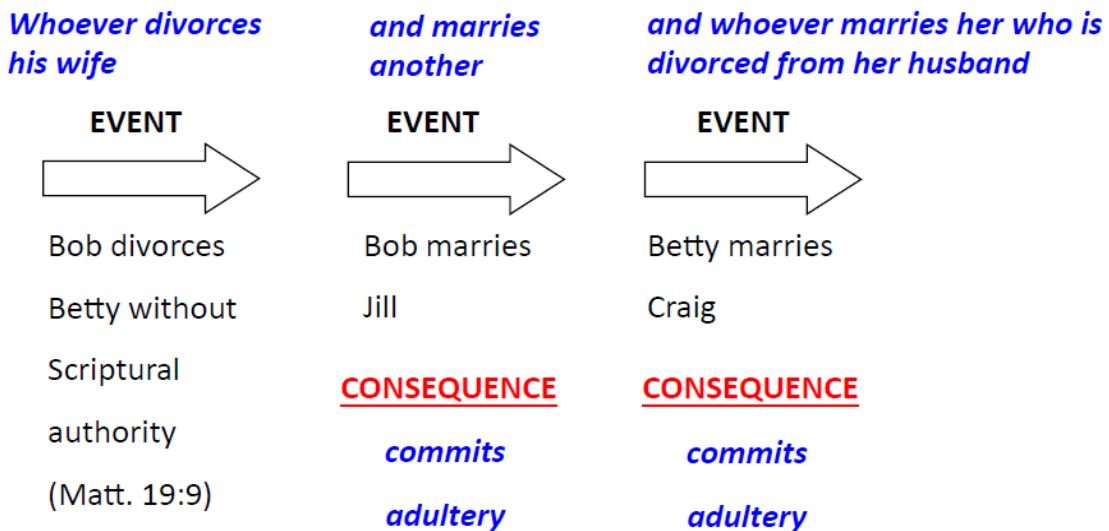 Whoever divorces
his wife
EVENT
Bob divorces
Betty without
Scriptural
authority
(Matt. 19:9)
and marries
another
EVENT
Bob marries
Jill
CONSEQUENCE
commits
adultery
and whoever marries her who is
divorced from her husband
EVENT
Betty marries
Craig
CONSEQUENCE
commits
adultery